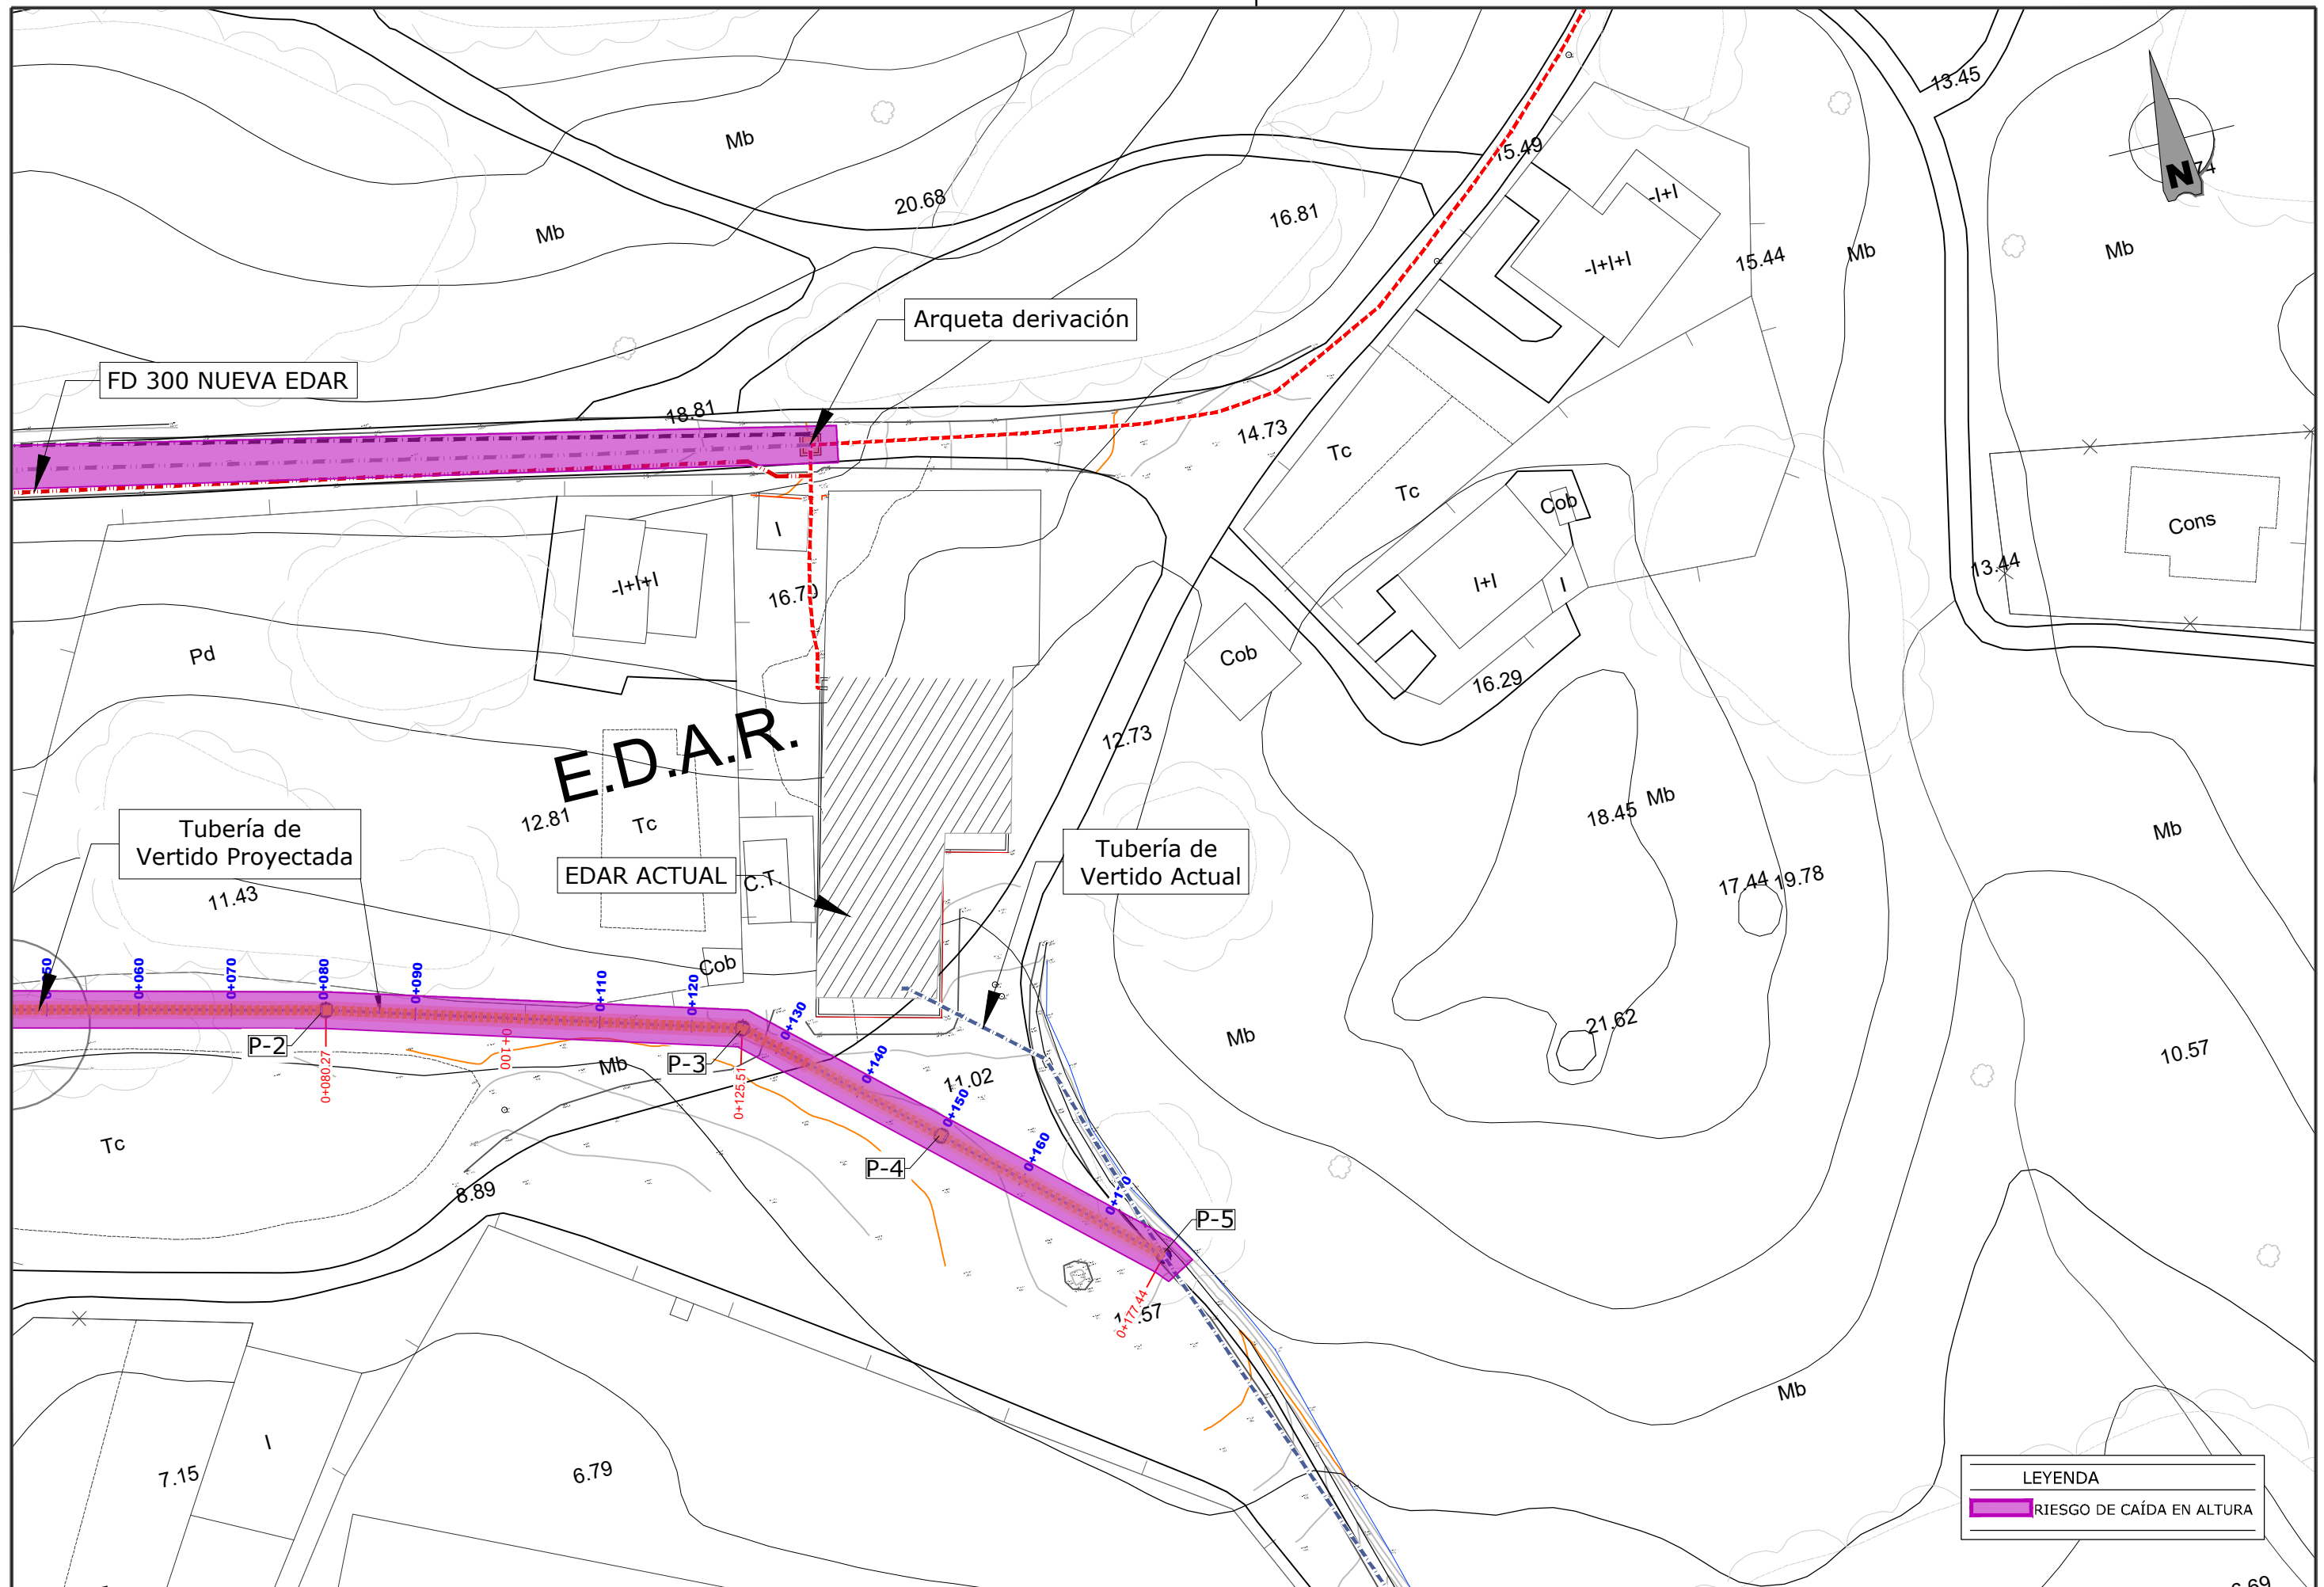 13.45
Mb
15.49
N
20.68
-I+I
16.81
Mb
-I+I+I
15.44
Mb
Mb
Arqueta derivación
FD 300 NUEVA EDAR
18.81
14.73
Tc
Tc
Cob
Cons
I
-I+I+I
16.70
I+I
I
13.44
Pd
Cob
16.29
E.D.A.R.
12.73
12.81
Tc
18.45
Mb
Mb
Tubería de
Vertido Proyectada
EDAR ACTUAL
C.T.
Tubería de
Vertido Actual
17.44
19.78
11.43
Cob
0+060
0+070
0+080
0+090
0+110
0+120
0+130
0+140
0+150
0+160
0+170
P-2
0+080.27
0+100
Mb
P-3
0+125.51
11.02
Mb
21.62
10.57
Tc
P-4
8.89
P-5
0+177.44
Mb
I
7.15
6.79
LEYENDA
RIESGO DE CAÍDA EN ALTURA